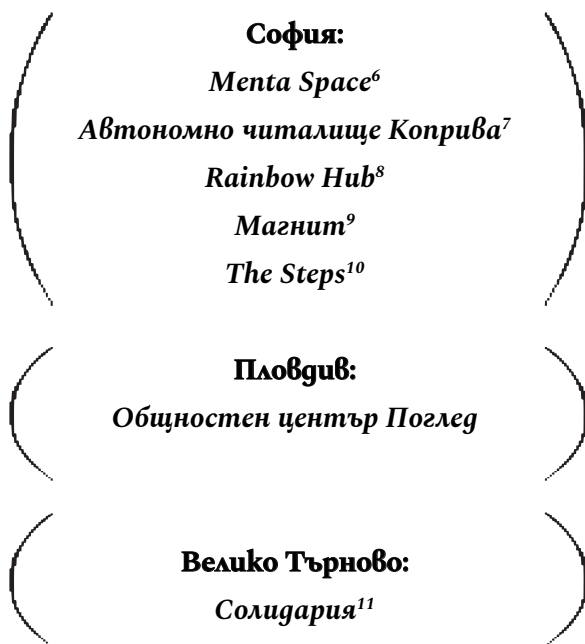 София:
Menta Space⁶
Автономно читалище Коприва⁷
Rainbow Hub⁸
Магнит⁹
The Steps¹⁰
Пловдив:
Общностен център Поглед
Велико Търново:
Солидария¹¹